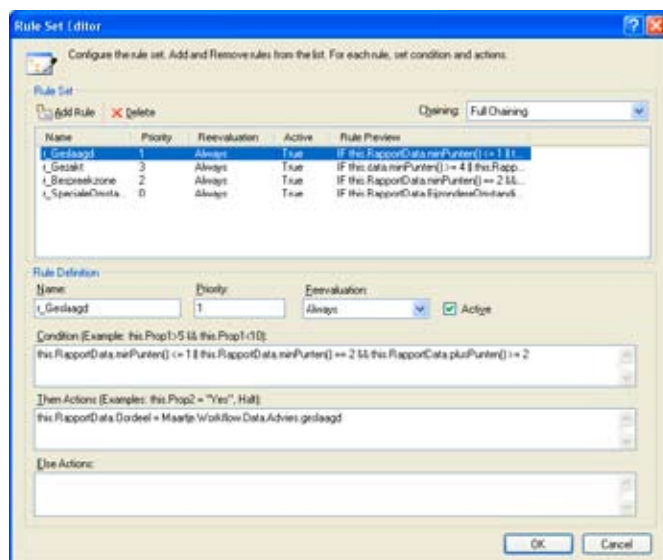 Rule Set Editor
Configure the rule set. Add and Remove rules from the list. For each rule, set condition and actions.
Rule Set
Add Rule Delete Chaining: Full Chaining
Name Priority Reevaluation Active Rule Preview
r_Geslaagd 1 Always True IF this.RapportData.minPunten() <= 1 || t...
r_Gezakt 3 Always True IF this.data.minPunten() >= 4 || this.Rapp...
r_Bespreekzone 2 Always True IF this.RapportData.minPunten() == 2 &&...
r_SpecialeOmsta... 0 Always True IF this.RapportData.BijzondereOmstandi...
Rule Definition
Name: Priority: Reevaluation:
r_Geslaagd 1 Always Active
Condition (Example: this.Prop1>5 && this.Prop1<10):
this.RapportData.minPunten() <= 1 || this.RapportData.minPunten() == 2 && this.RapportData.plusPunten() >= 2
Then Actions (Examples: this.Prop2 = "Yes", Halt):
this.RapportData.Oordeel = Maartje.Workflow.Data.Advies.geslaagd
Else Actions:
OK Cancel